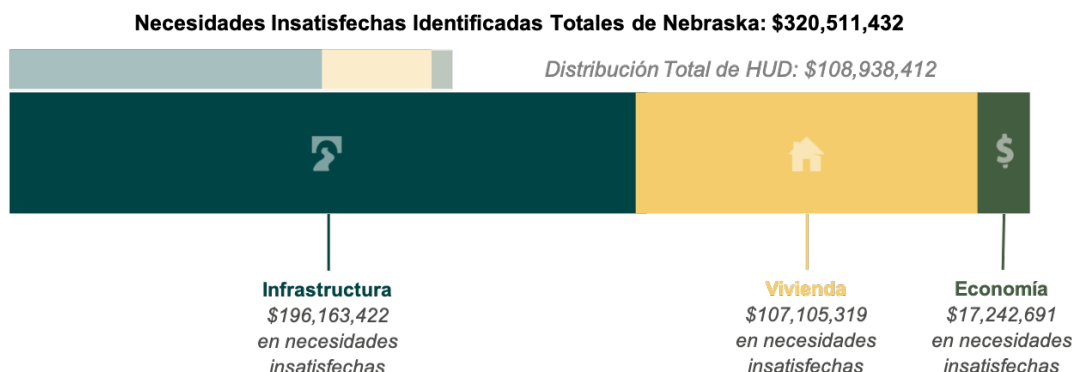 Necesidades Insatisfechas Identificadas Totales de Nebraska: $320,511,432
Distribución Total de HUD: $108,938,412
$
Infrastructura
$196,163,422
en necesidades
insatisfechas
Vivienda
$107,105,319
en necesidades
insatisfechas
Economía
$17,242,691
en necesidades
insatisfechas